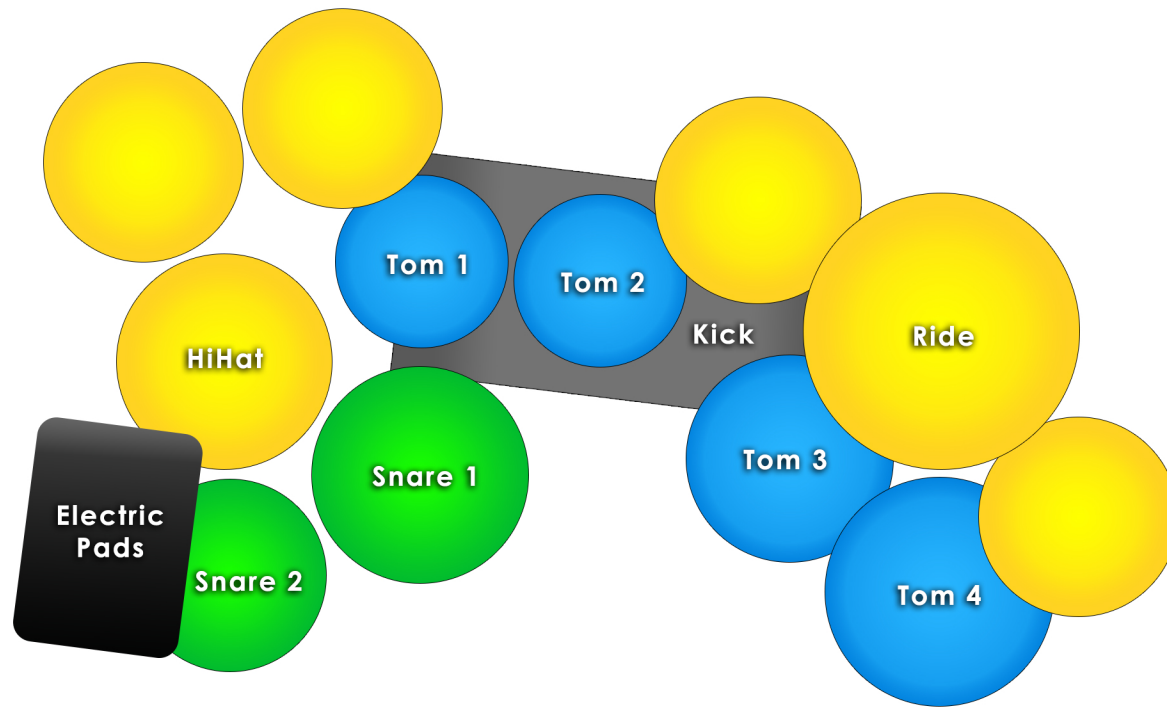 Tom 1
Tom 2
Kick
Ride
HiHat
Snare 1
Tom 3
Electric
Pads
Snare 2
Tom 4